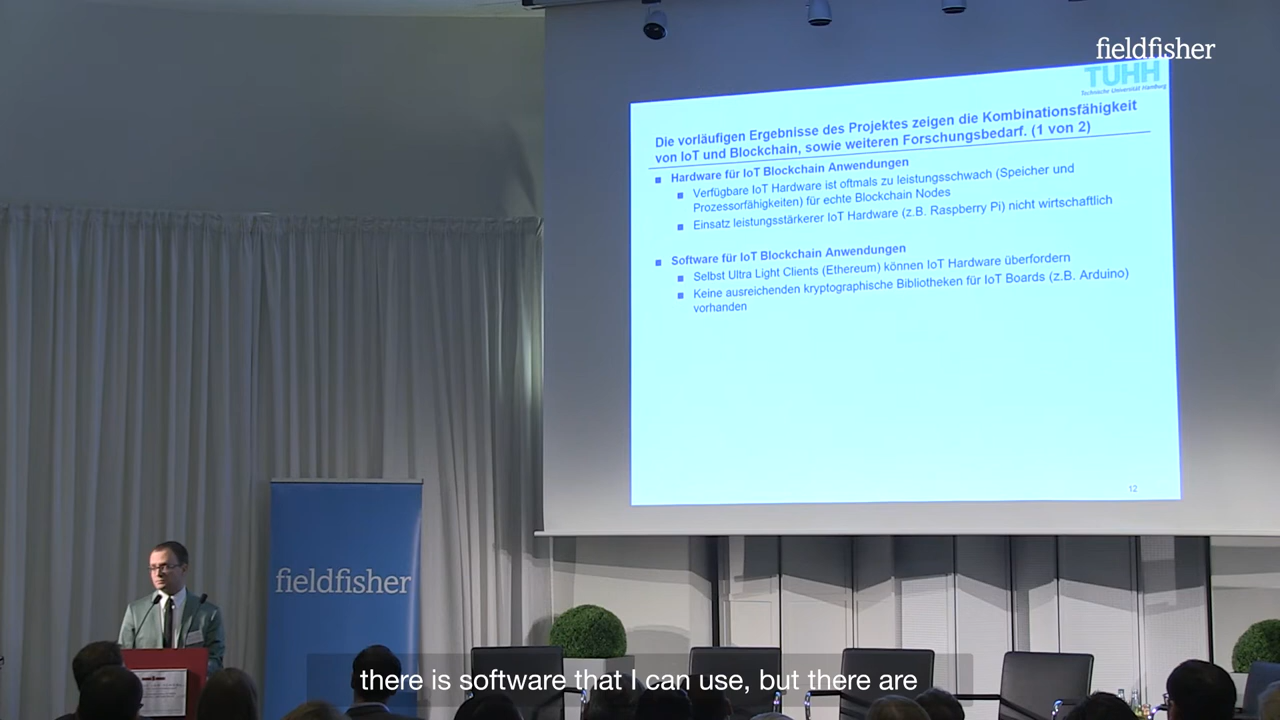 fieldfisher
TUHH
Technische Universität Hamburg
Die vorläufigen Ergebnisse des Projektes zeigen die Kombinationsfähigkeit
von IoT und Blockchain, sowie weiteren Forschungsbedarf. (1 von 2)
Hardware für IoT Blockchain Anwendungen
Verfügbare IoT Hardware ist oftmals zu leistungsschwach (Speicher und
Prozessorfähigkeiten) für echte Blockchain Nodes
Einsatz leistungsstärkerer IoT Hardware (z.B. Raspberry Pi) nicht wirtschaftlich
Software für IoT Blockchain Anwendungen
Selbst Ultra Light Clients (Ethereum) können IoT Hardware überfordern
Keine ausreichenden kryptographische Bibliotheken für IoT Boards (z.B. Arduino)
vorhanden
12
fieldfisher
there is software that I can use, but there are